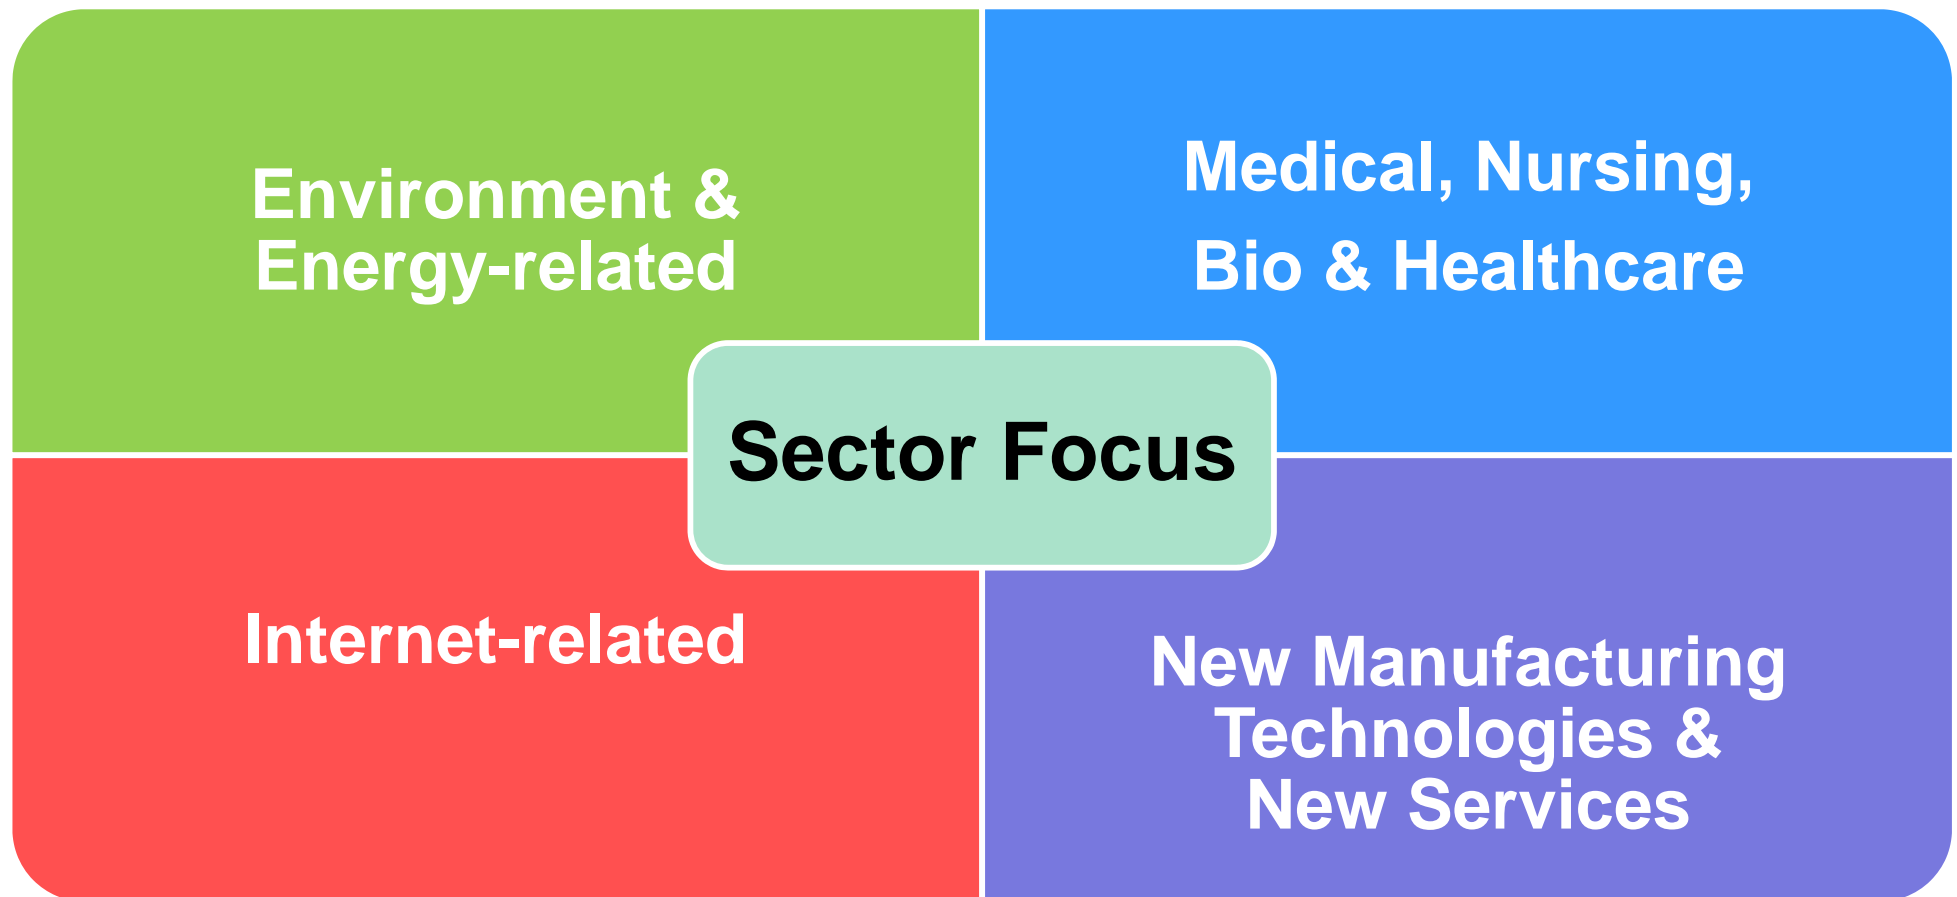 Environment &
Energy-related
Medical, Nursing,
Bio & Healthcare
Sector Focus
Internet-related
New Manufacturing
Technologies &
New Services